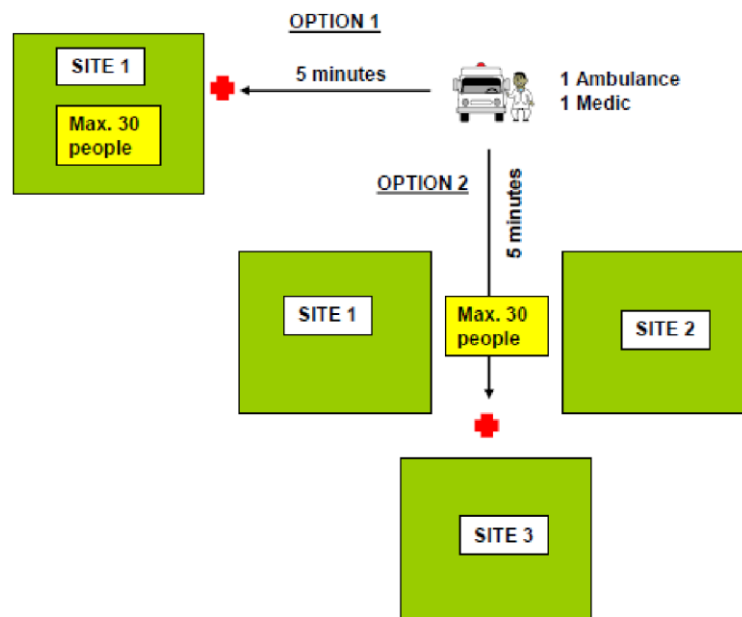 OPTION 1
SITE 1
5 minutes
1 Ambulance
1 Medic
Max. 30
people
OPTION 2
5 minutes
SITE 1
Max. 30
people
SITE 2
SITE 3